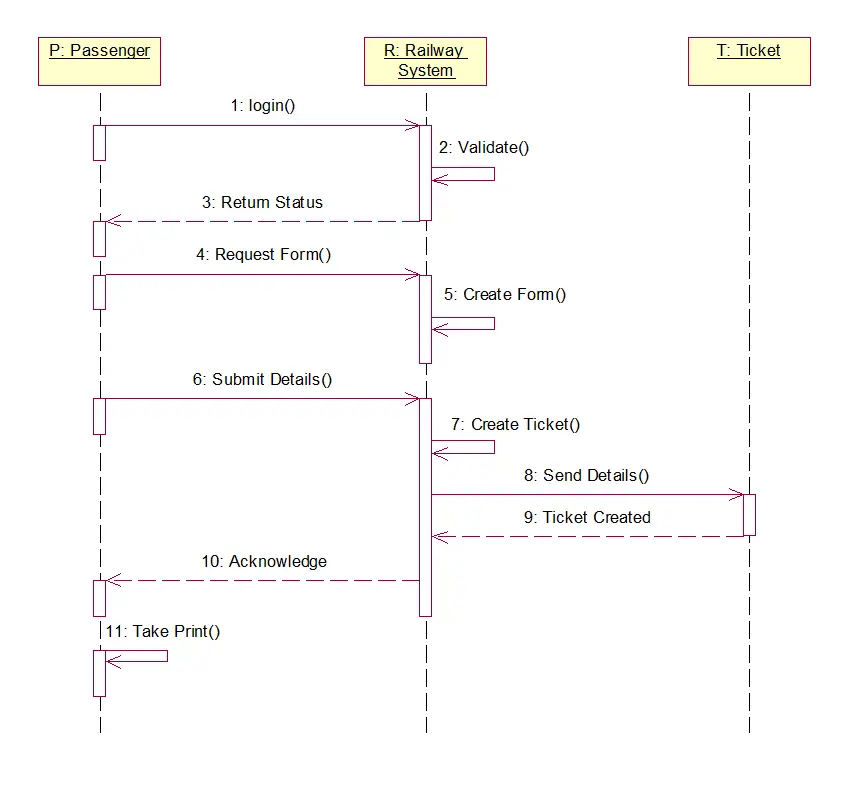 P: Passenger
R: Railway
System
T: Ticket
1: login()
2: Validate()
3: Return Status
4: Request Form()
5: Create Form()
6: Submit Details()
7: Create Ticket()
8: Send Details()
9: Ticket Created
10: Acknowledge
11: Take Print()